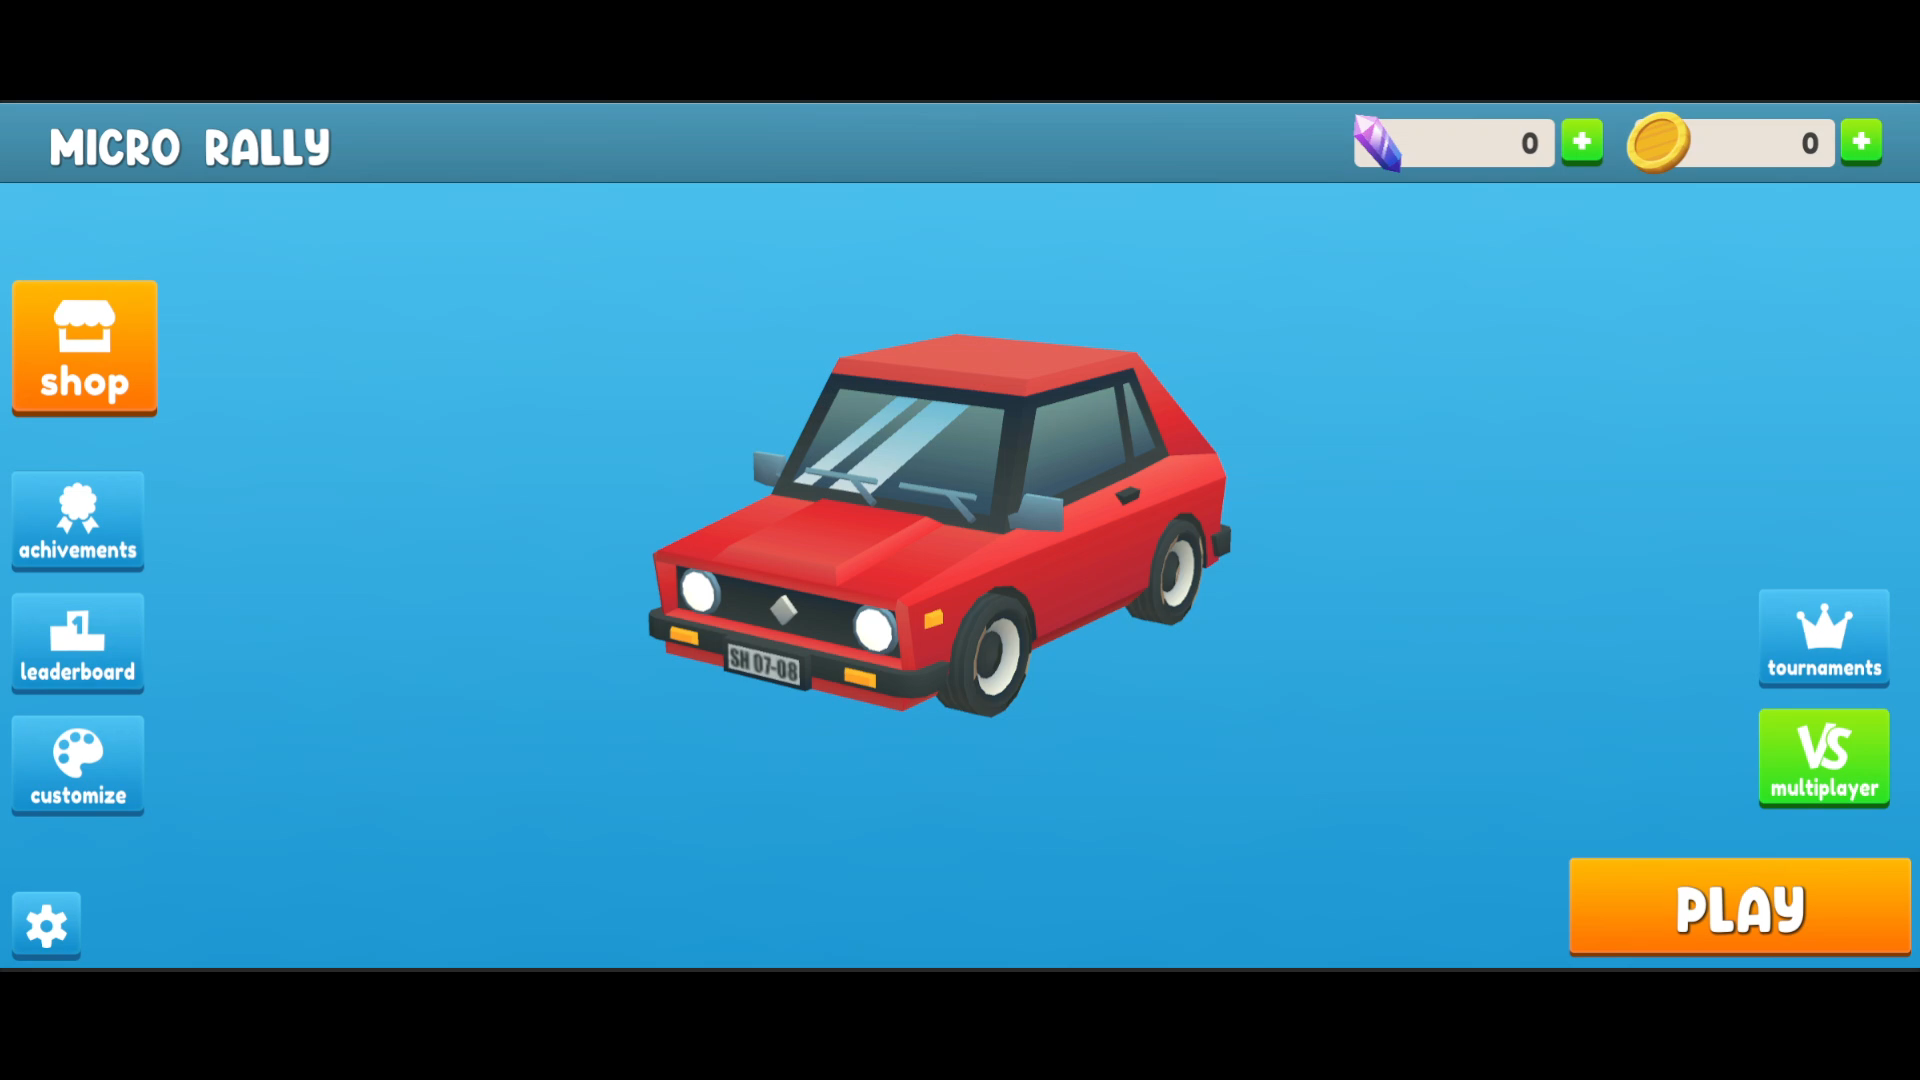 MICRO RALLY
0
0
shop
achivements
leaderboard
customize
SH 07-08
tournaments
VS
multiplayer
PLAY